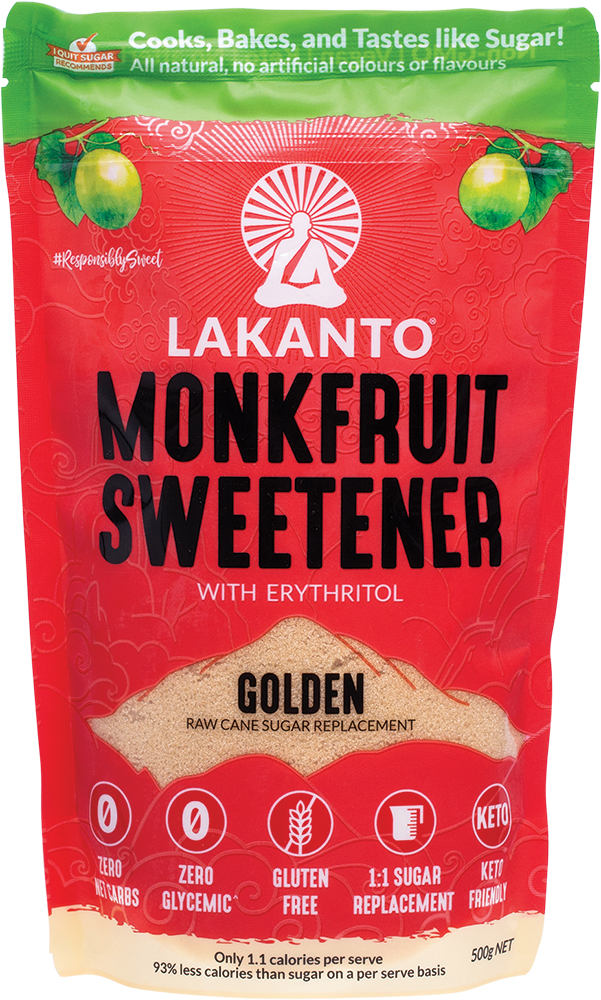 I QUIT SUGAR
RECOMMENDS
Cooks, Bakes, and Tastes like Sugar!
All natural, no artificial colours or flavours
#ResponsiblySweet
LAKANTO®
MONKFRUIT
SWEETENER
WITH ERYTHRITOL
GOLDEN
RAW CANE SUGAR REPLACEMENT
0
0
KETO
ZERO
NET CARBS
ZERO
GLYCEMIC^
GLUTEN
FREE
1:1 SUGAR
REPLACEMENT
KETO
FRIENDLY
Only 1.1 calories per serve
93% less calories than sugar on a per serve basis
500g NET